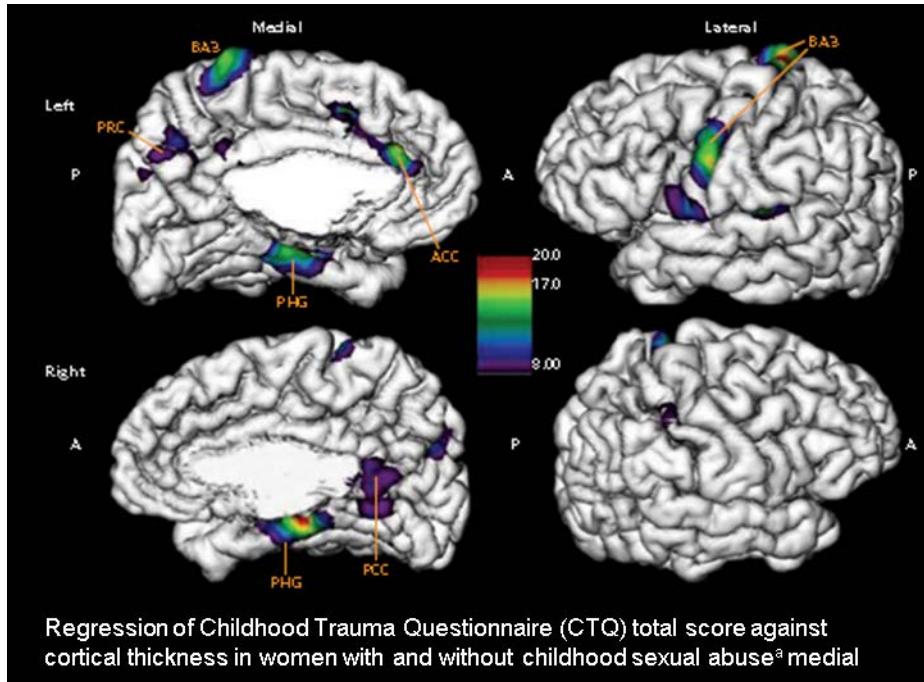 Medial
Lateral
BA3
BA3
Left
PRC
P
A
P
ACC
PHG
20.0
17.0
8.00
Right
A
P
A
PHG
PCC
Regression of Childhood Trauma Questionnaire (CTQ) total score against
cortical thickness in women with and without childhood sexual abuseª medial